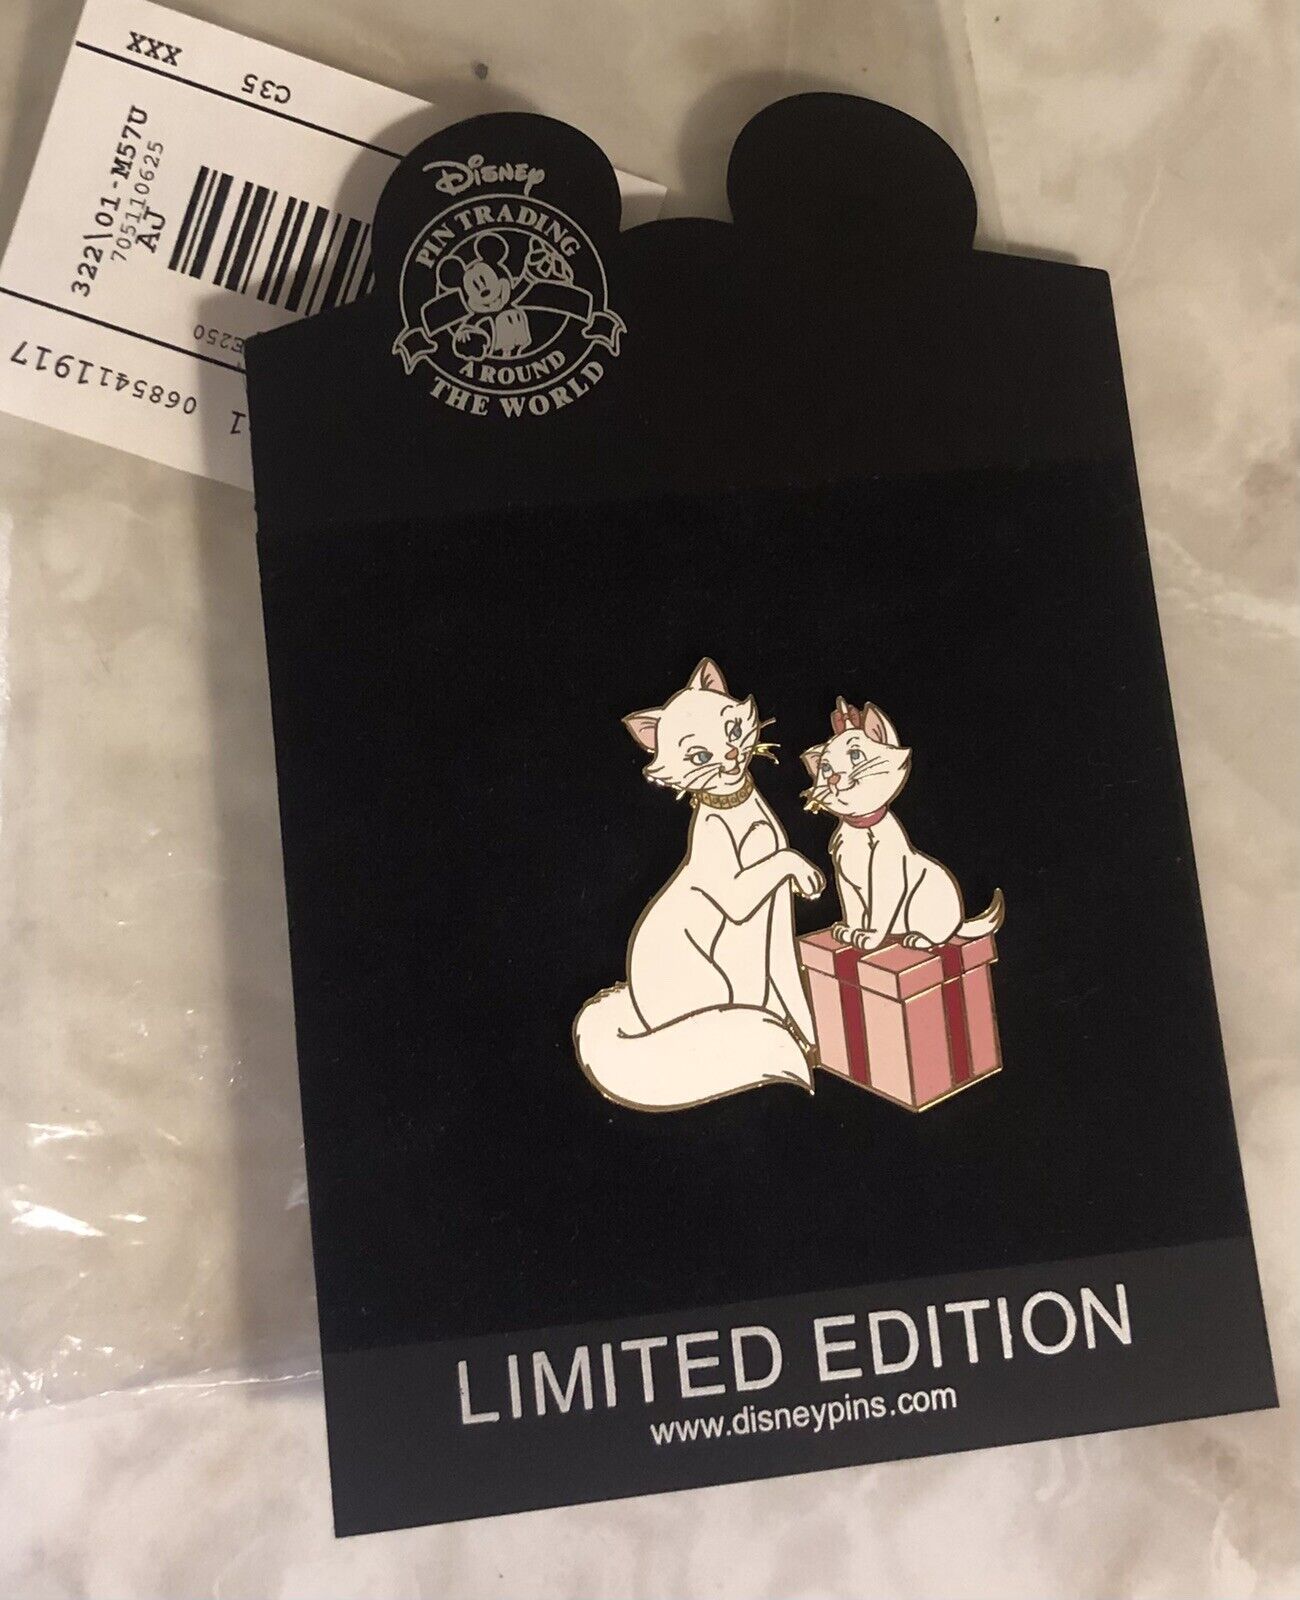 XXX
C35
322\01-M57U
705110625
AJ
E250
0685411917
Disney
PIN TRADING
AROUND
THE WORLD
LIMITED EDITION
www.disneypins.com